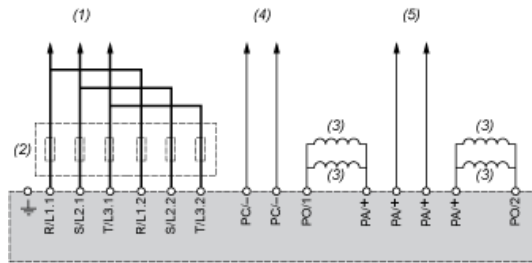 (1) (4) (5)
(3) (3)
(2) (3) (3)
R/L1.1 S/L2.1 T/L3.1 R/L1.2 S/L2.2 T/L3.2 PC/– PC/– PO/1 PA/+ PA/+ PA/+ PA/+ PO/2